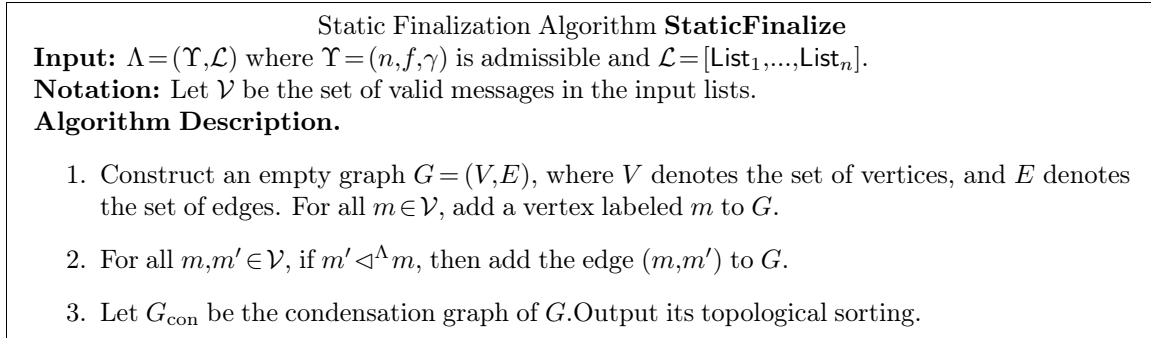 Static Finalization Algorithm StaticFinalize
Input: Λ=(Υ,ℒ) where Υ=(n,f,γ) is admissible and ℒ=[List₁,...,Listₙ].
Notation: Let 𝒱 be the set of valid messages in the input lists.
Algorithm Description.
1. Construct an empty graph G=(V,E), where V denotes the set of vertices, and E denotes
the set of edges. For all m∈𝒱, add a vertex labeled m to G.
2. For all m,m′∈𝒱, if m′◁^Λ m, then add the edge (m,m′) to G.
3. Let G_con be the condensation graph of G.Output its topological sorting.